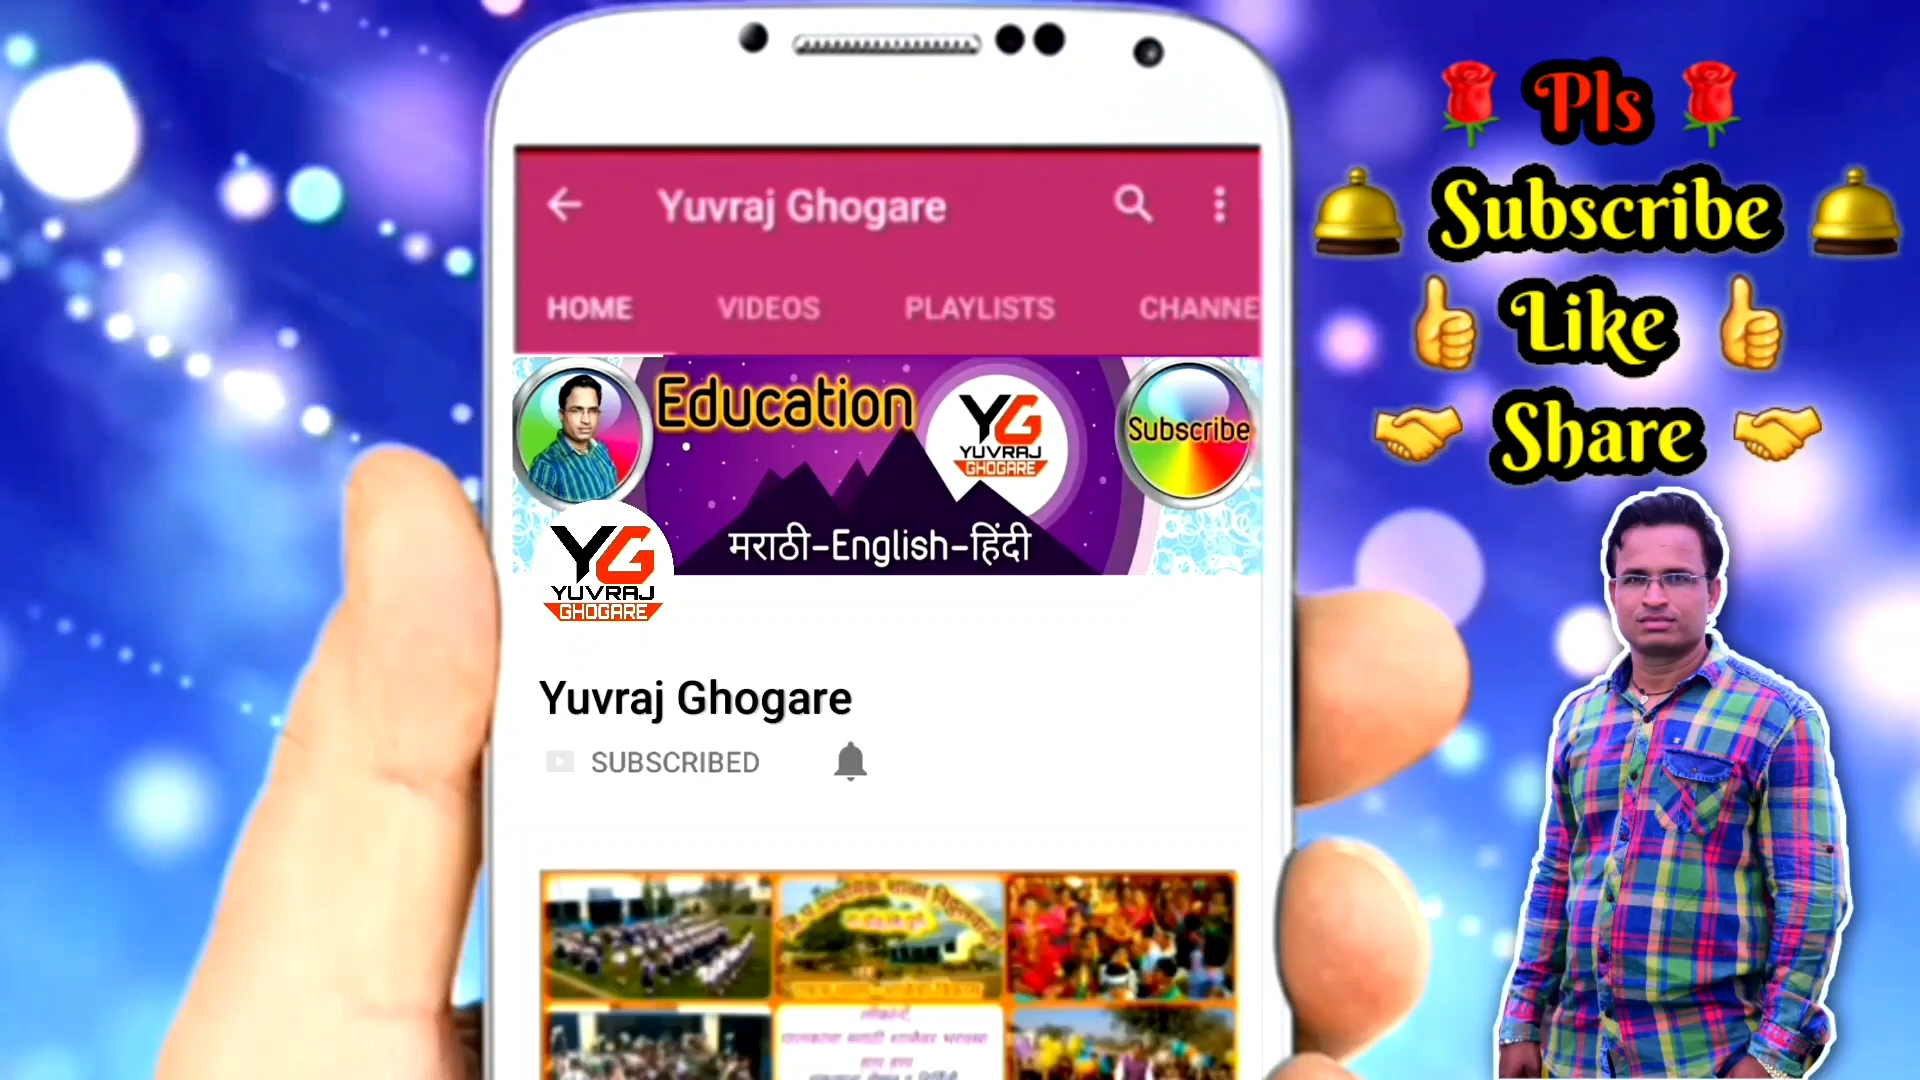 Pls
Subscribe
Like
Share
Yuvraj Ghogare
HOME VIDEOS PLAYLISTS CHANNE
Education
YG
YUVRAJ
GHOGARE
Subscribe
मराठी-English-हिंदी
YG
YUVRAJ
GHOGARE
Yuvraj Ghogare
SUBSCRIBED